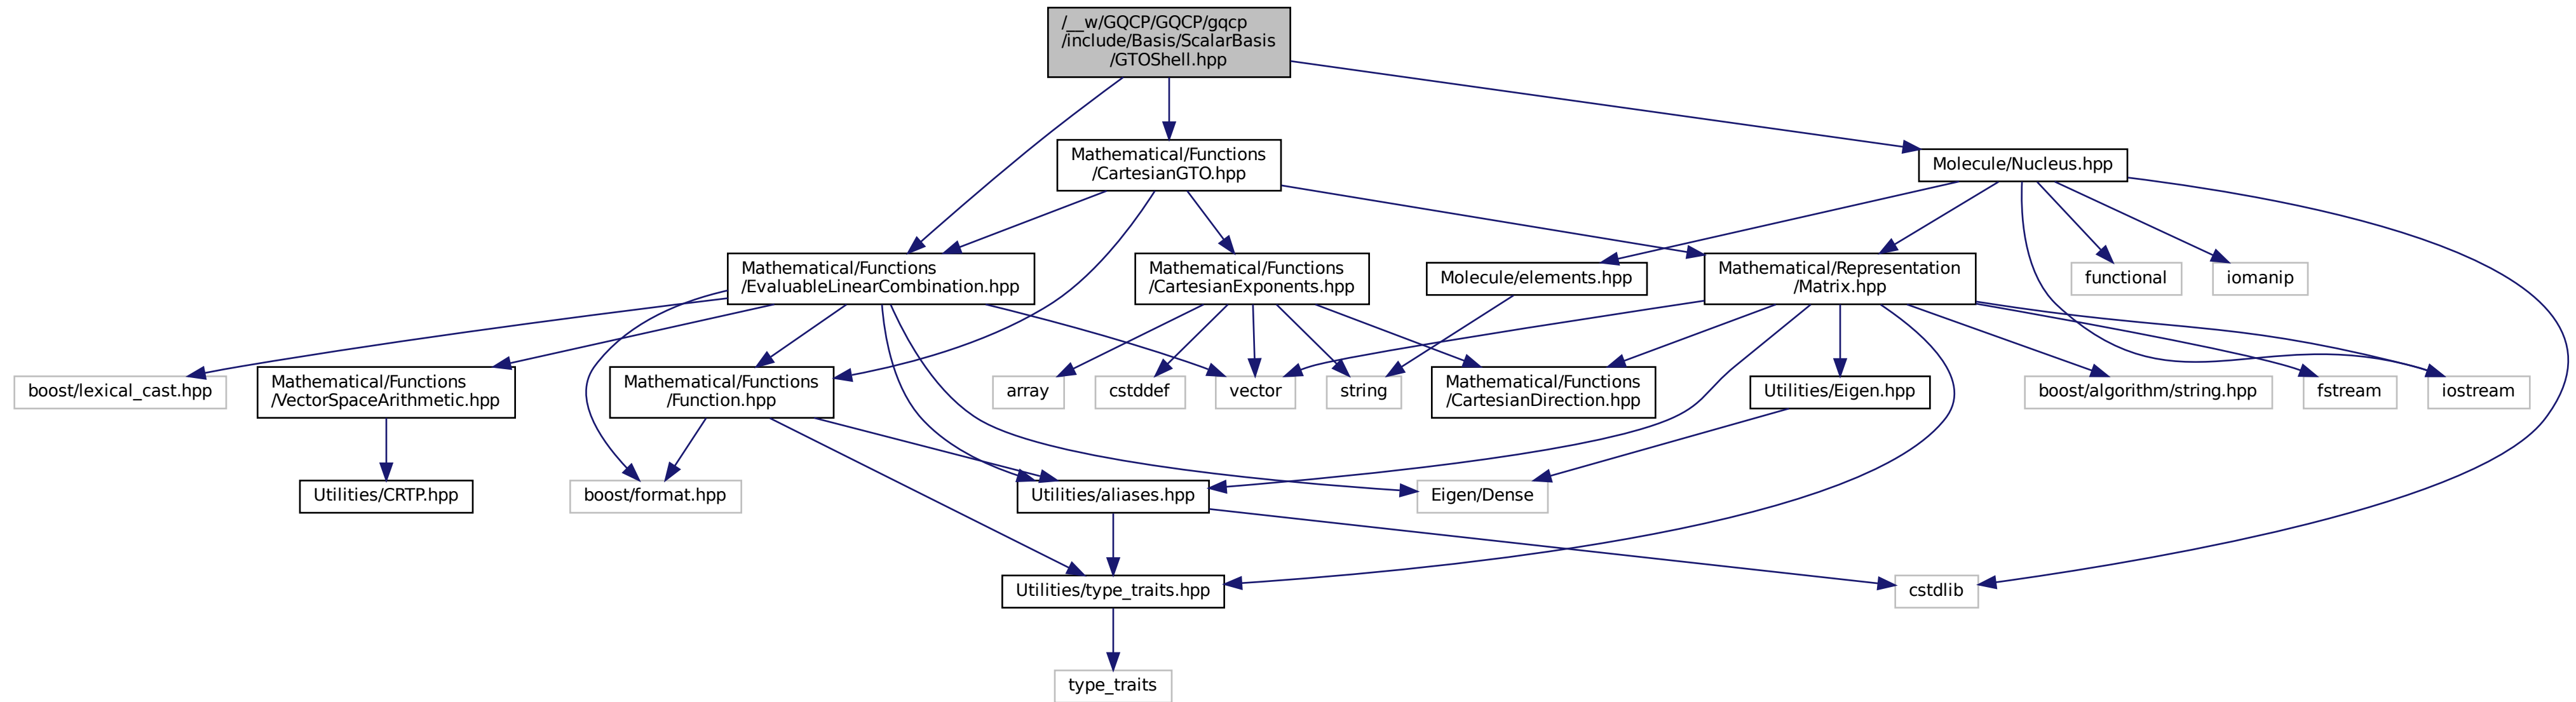 /__w/GQCP/GQCP/gqcp
/include/Basis/ScalarBasis
/GTOShell.hpp
Mathematical/Functions
/CartesianGTO.hpp
Molecule/Nucleus.hpp
Mathematical/Functions
/EvaluableLinearCombination.hpp
Mathematical/Functions
/CartesianExponents.hpp
Molecule/elements.hpp
Mathematical/Representation
/Matrix.hpp
functional
iomanip
boost/lexical_cast.hpp
Mathematical/Functions
/VectorSpaceArithmetic.hpp
Mathematical/Functions
/Function.hpp
array
cstddef
vector
string
Mathematical/Functions
/CartesianDirection.hpp
Utilities/Eigen.hpp
boost/algorithm/string.hpp
fstream
iostream
Utilities/CRTP.hpp
boost/format.hpp
Utilities/aliases.hpp
Eigen/Dense
Utilities/type_traits.hpp
cstdlib
type_traits